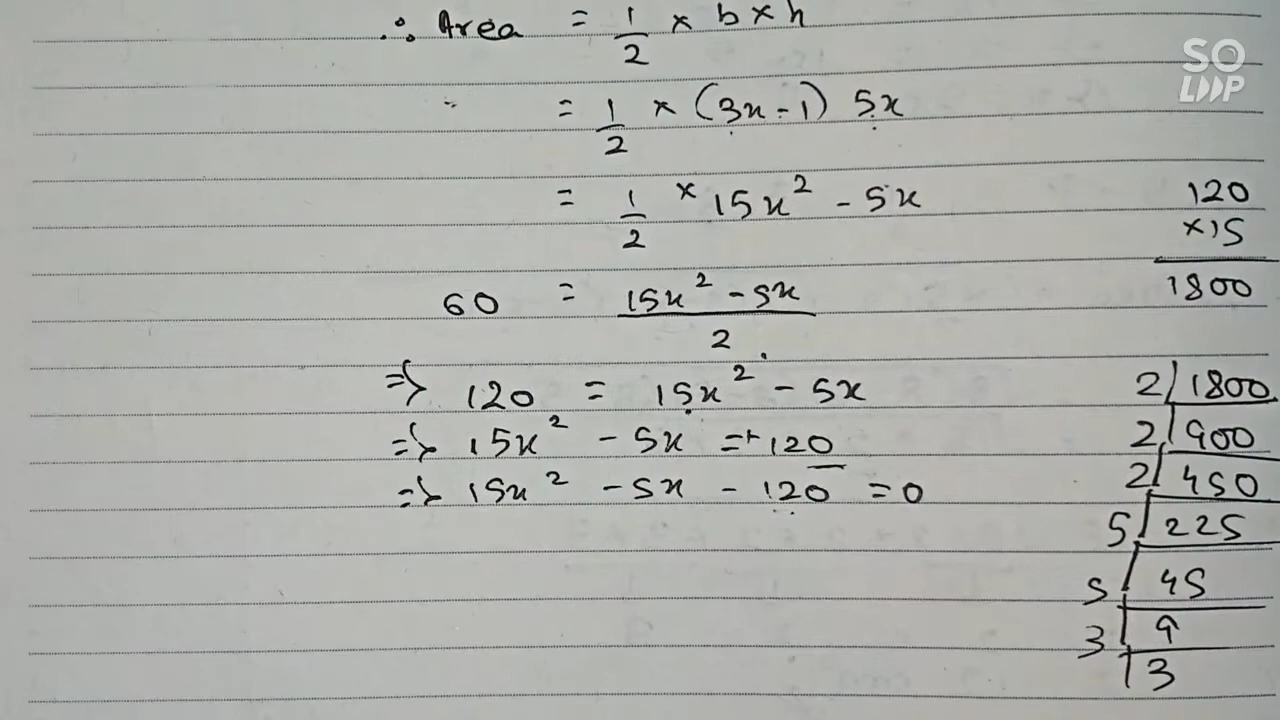 ∴ Area = 1/2 × b × h
= 1/2 × (3x - 1) 5x
= 1/2 × 15x² - 5x
60 = 15x² - 5x / 2
=> 120 = 15x² - 5x
=> 15x² - 5x = +120
=> 15x² - 5x - 120 = 0
120
×15
1800
2 | 1800
2 | 900
2 | 450
5 | 225
5 | 45
3 | 9
| 3
SO
LOOP